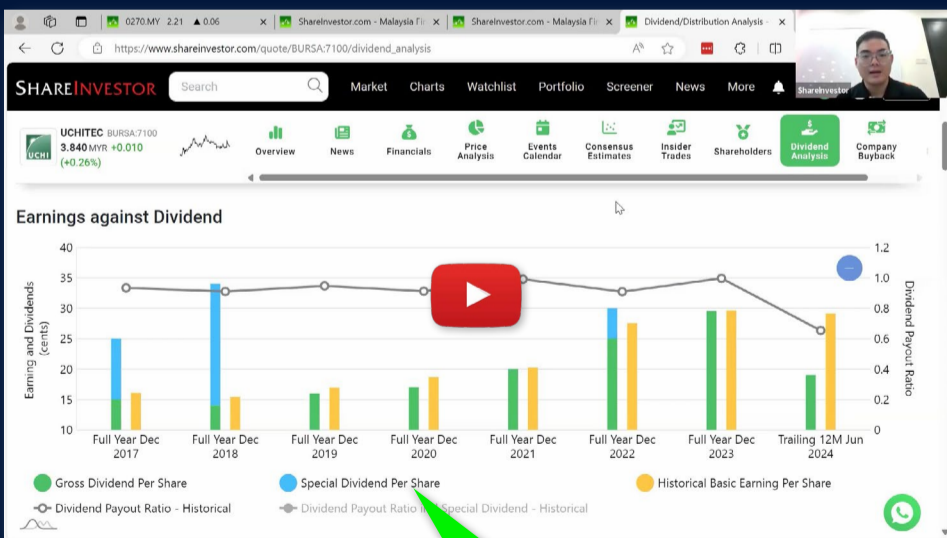 0270.MY 2.21 ▲ 0.06
ShareInvestor.com - Malaysia Fir
ShareInvestor.com - Malaysia Fir
Dividend/Distribution Analysis -
https://www.shareinvestor.com/quote/BURSA:7100/dividend_analysis
SHAREINVESTOR
Search
Market
Charts
Watchlist
Portfolio
Screener
News
More
ShareInvestor
UCHI
UCHITEC BURSA:7100
3.840 MYR +0.010
(+0.26%)
Overview
News
Financials
Price
Analysis
Events
Calendar
Consensus
Estimates
Insider
Trades
Shareholders
Dividend
Analysis
Company
Buyback
Earnings against Dividend
Earning and Dividends
(cents)
40
35
30
25
20
15
10
1.2
1.0
0.8
0.6
0.4
0.2
0
Dividend Payout Ratio
Full Year Dec
2017
Full Year Dec
2018
Full Year Dec
2019
Full Year Dec
2020
Full Year Dec
2021
Full Year Dec
2022
Full Year Dec
2023
Trailing 12M Jun
2024
Gross Dividend Per Share
Special Dividend Per Share
Historical Basic Earning Per Share
Dividend Payout Ratio - Historical
Dividend Payout Ratio Special Dividend - Historical